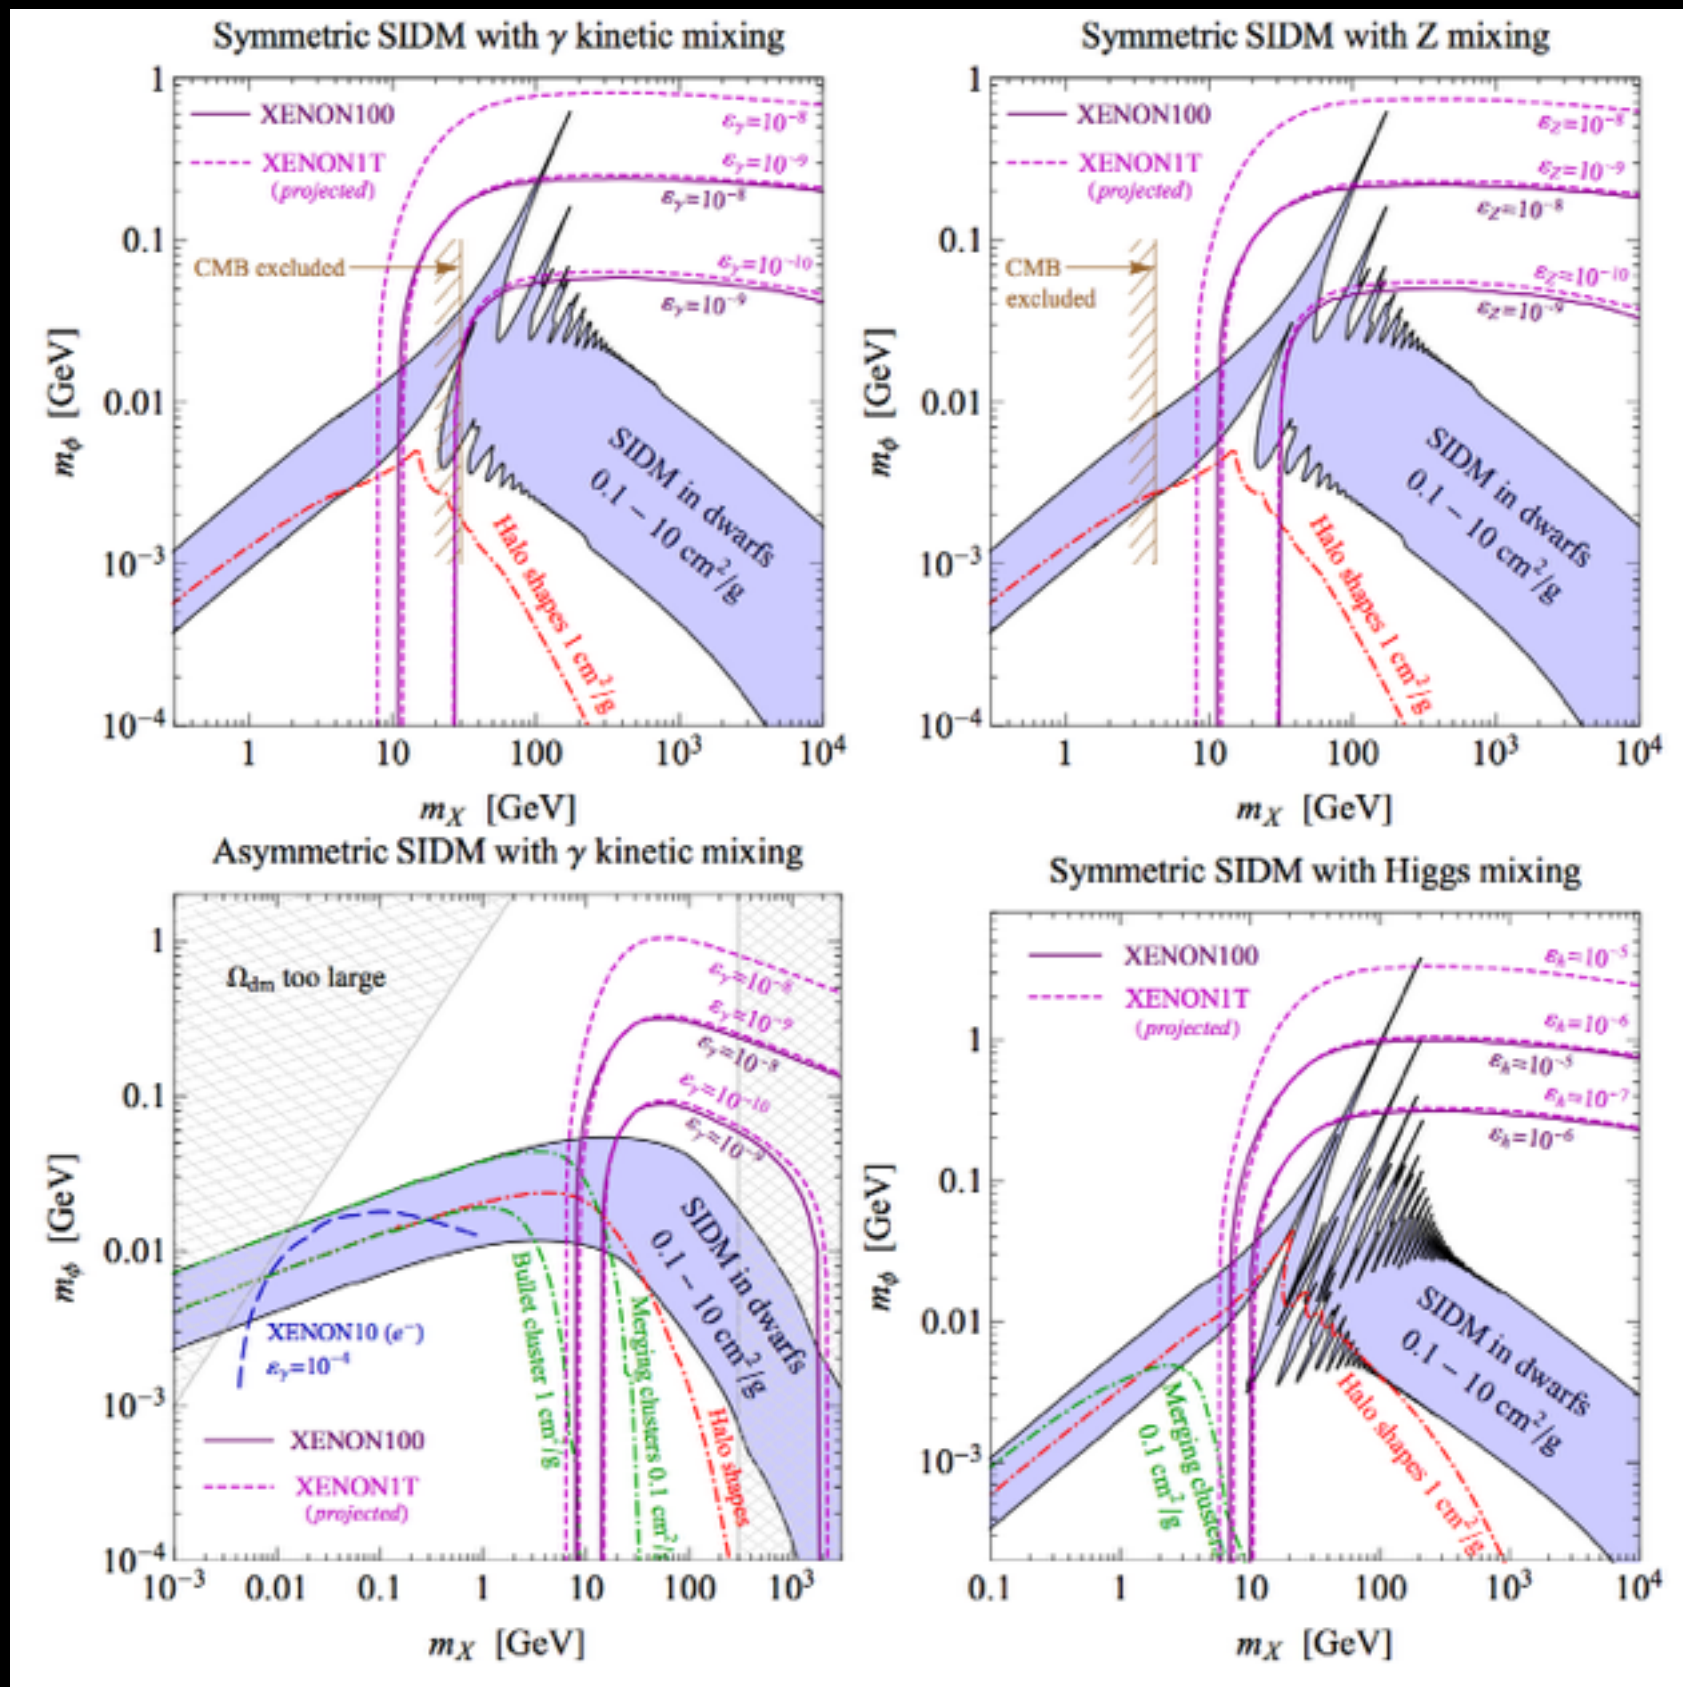 Symmetric SIDM with γ kinetic mixing
XENON100
XENON1T
(projected)
εγ=10⁻⁸
εγ=10⁻⁹
εγ=10⁻⁸
CMB excluded
εγ=10⁻¹⁰
εγ=10⁻⁹
SIDM in dwarfs
0.1 – 10 cm²/g
Halo shapes 1 cm²/g
1
0.1
0.01
10⁻³
10⁻⁴
mϕ [GeV]
1 10 100 10³ 10⁴
mX [GeV]
Symmetric SIDM with Z mixing
XENON100
XENON1T
(projected)
εZ=10⁻⁸
εZ=10⁻⁹
εZ=10⁻⁸
CMB
excluded
εZ=10⁻¹⁰
εZ=10⁻⁹
SIDM in dwarfs
0.1 – 10 cm²/g
Halo shapes 1 cm²/g
1
0.1
0.01
10⁻³
10⁻⁴
mϕ [GeV]
1 10 100 10³ 10⁴
mX [GeV]
Asymmetric SIDM with γ kinetic mixing
Ωdm too large
εγ=10⁻⁸
εγ=10⁻⁹
εγ=10⁻⁸
εγ=10⁻¹⁰
εγ=10⁻⁹
SIDM in dwarfs
0.1 – 10 cm²/g
XENON10 (e⁻)
εγ=10⁻⁴
Bullet cluster 1 cm²/g
Merging clusters 0.1 cm²/g
Halo shapes
XENON100
XENON1T
(projected)
1
0.1
0.01
10⁻³
10⁻⁴
mϕ [GeV]
10⁻³ 0.01 0.1 1 10 100 10³
mX [GeV]
Symmetric SIDM with Higgs mixing
XENON100
XENON1T
(projected)
εh=10⁻⁵
εh=10⁻⁶
εh=10⁻⁵
εh=10⁻⁷
εh=10⁻⁶
SIDM in dwarfs
0.1 – 10 cm²/g
Merging clusters
0.1 cm²/g
Halo shapes 1 cm²/g
1
0.1
0.01
10⁻³
mϕ [GeV]
0.1 1 10 100 10³ 10⁴
mX [GeV]